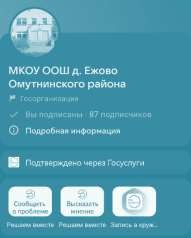 МКОУ ООШ д. Ежово
Омутнинского района
Госорганизация
Вы подписаны · 87 подписчиков
Подробная информация
Подтверждено через Госуслуги
Сообщить о проблеме
Высказать мнение
Решаем вместе
Решаем вместе
Запись в круж...